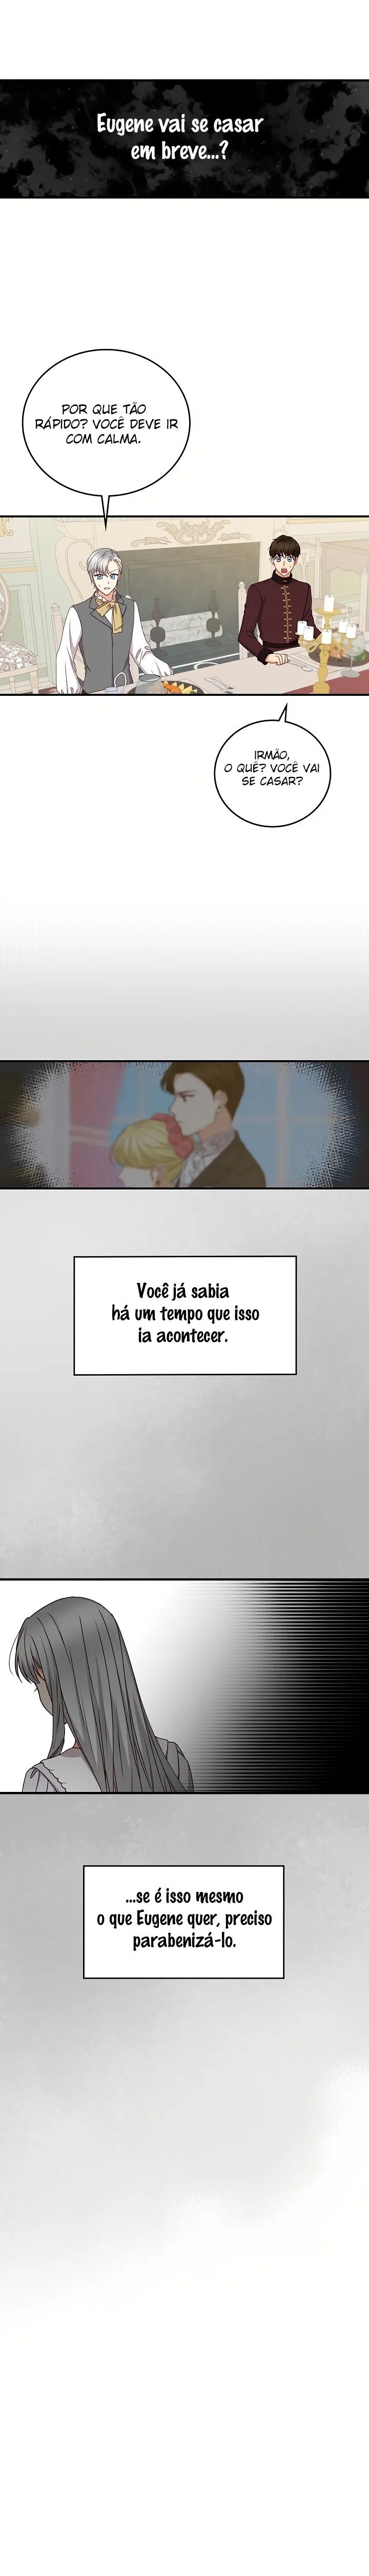 Eugene vai se casar
em breve...?
POR QUE TÃO
RÁPIDO? VOCÊ DEVE IR
COM CALMA.
IRMÃO,
O QUÊ? VOCÊ VAI
SE CASAR?
Você já sabia
há um tempo que isso
ia acontecer.
...se é isso mesmo
o que Eugene quer, preciso
parabenizá-lo.